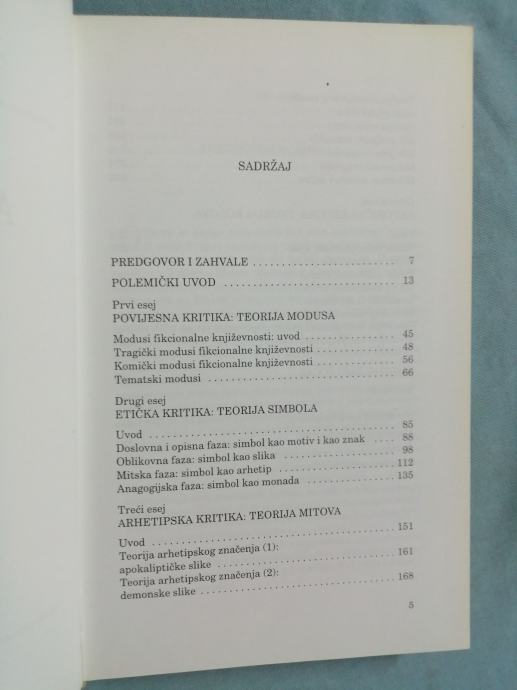 SADRŽAJ
PREDGOVOR I ZAHVALE ........................ 7
POLEMIČKI UVOD ............................. 13
Prvi esej
POVIJESNA KRITIKA: TEORIJA MODUSA
Modusi fikcionalne književnosti: uvod ................ 45
Tragički modusi fikcionalne književnosti .............. 48
Komički modusi fikcionalne književnosti .............. 56
Tematski modusi ............................. 66
Drugi esej
ETIČKA KRITIKA: TEORIJA SIMBOLA
Uvod ........................................ 85
Doslovna i opisna faza: simbol kao motiv i kao znak .... 88
Oblikovna faza: simbol kao slika .................... 98
Mitska faza: simbol kao arhetip ..................... 112
Anagogijska faza: simbol kao monada ................ 135
Treći esej
ARHETIPSKA KRITIKA: TEORIJA MITOVA
Uvod ........................................ 151
Teorija arhetipskog značenja (1):
apokaliptičke slike ............................... 161
Teorija arhetipskog značenja (2):
demonske slike .................................. 168
5